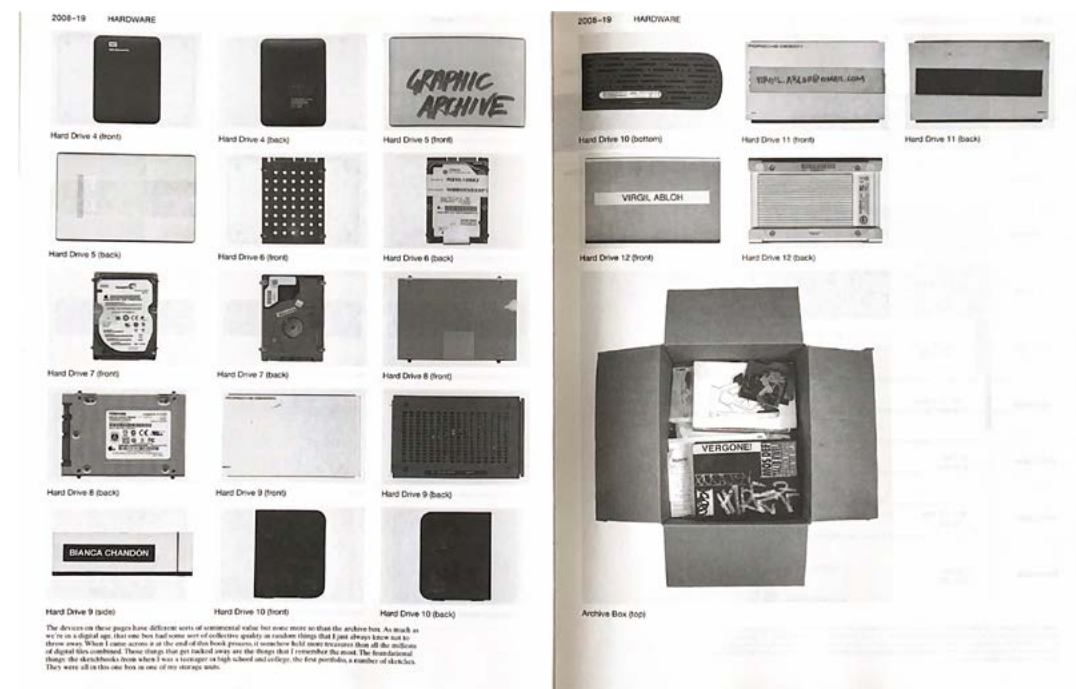 2008–19 HARDWARE
Hard Drive 4 (front) Hard Drive 4 (back) Hard Drive 5 (front)
GRAPHIC
ARCHIVE
Hard Drive 5 (back) Hard Drive 6 (front) Hard Drive 6 (back)
Hard Drive 7 (front) Hard Drive 7 (back) Hard Drive 8 (front)
Hard Drive 8 (back) Hard Drive 9 (front) Hard Drive 9 (back)
BIANCA CHANDON
Hard Drive 9 (side) Hard Drive 10 (front) Hard Drive 10 (back)
The devices on these pages have different sorts of sentimental value but none more so than the archive box. As much as
we're in a digital age, that one box had some sort of collective quality in random things that I just always knew not to
throw away. When I came across it at the end of this book process, it somehow held more treasures than all the millions
of digital files combined. Those things that get tucked away are the things that I remember the most. The foundational
things: the sketchbooks from when I was a teenager in high school and college, the first portfolio, a number of sketches.
They were all in this one box in one of my storage units.
2008–19 HARDWARE
VIRGIL.ABLOH@GMAIL.COM
Hard Drive 10 (bottom) Hard Drive 11 (front) Hard Drive 11 (back)
VIRGIL ABLOH
Hard Drive 12 (front) Hard Drive 12 (back)
VERGONE!
Archive Box (top)